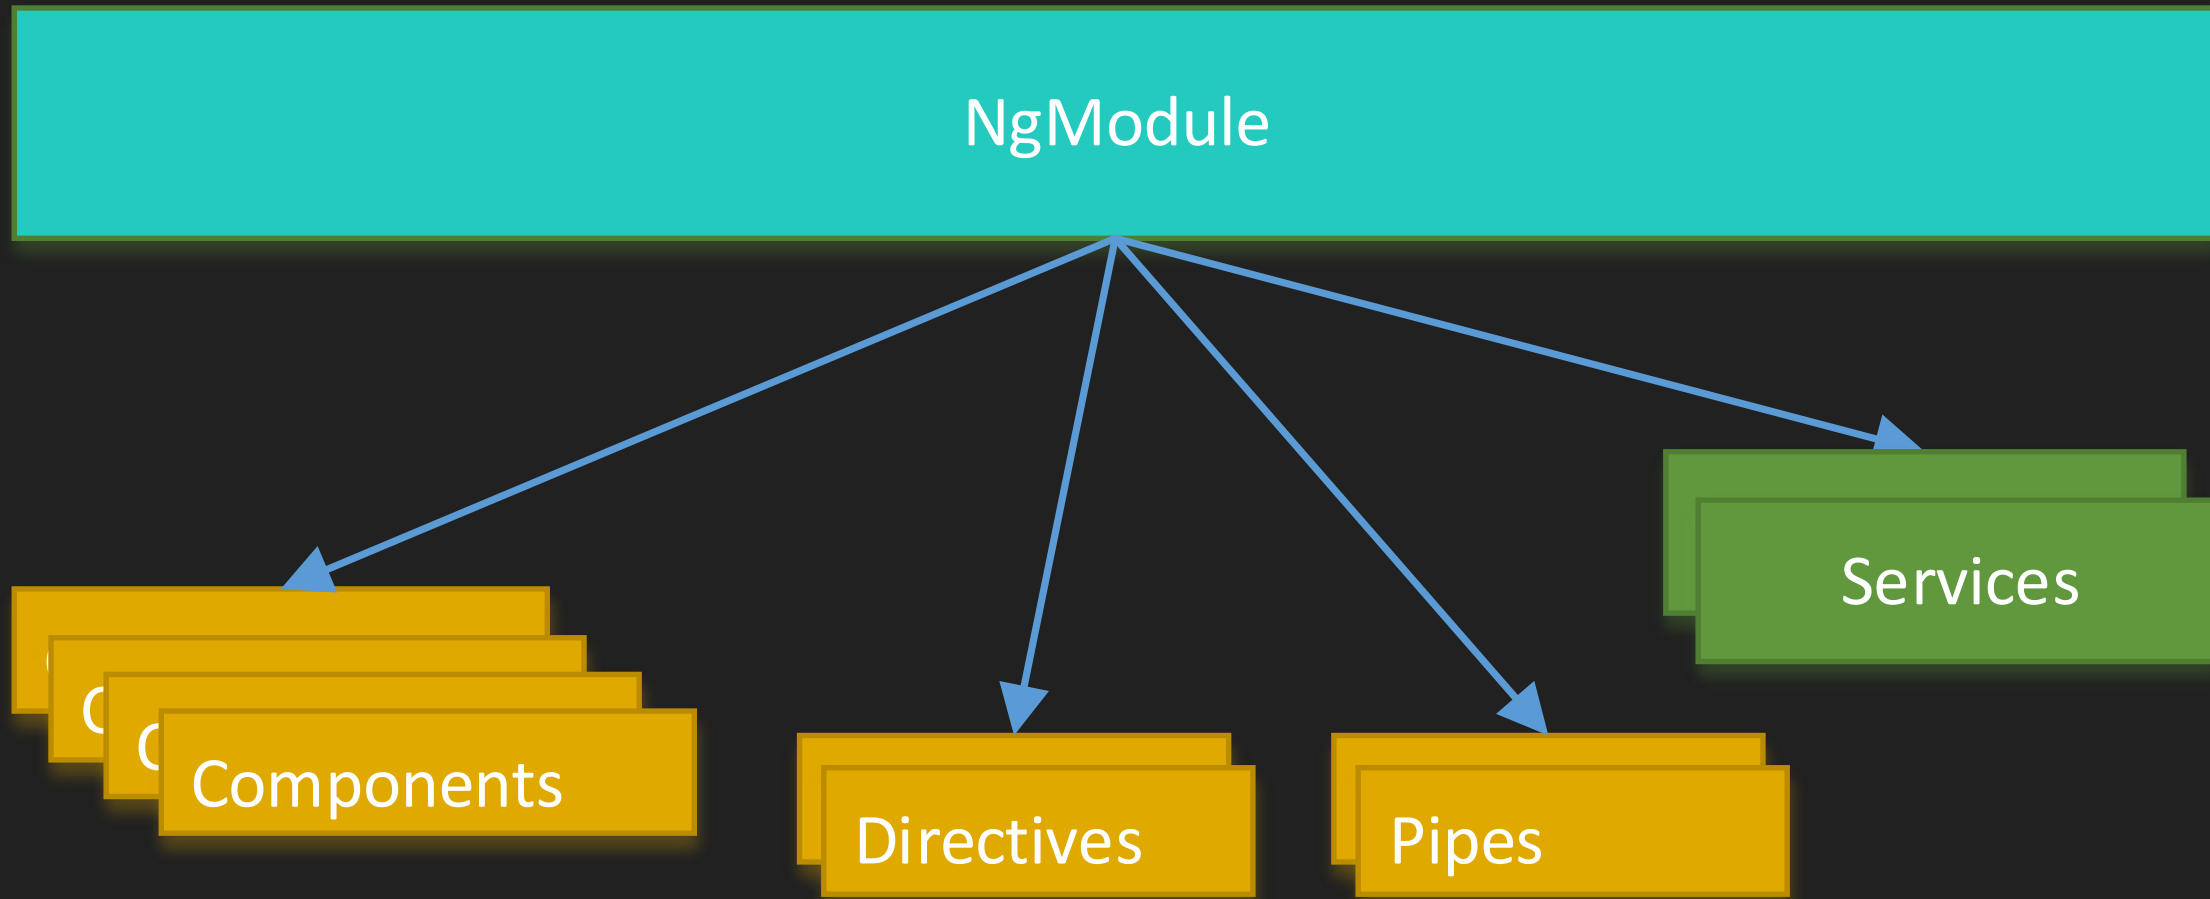 NgModule
Services
Components
Directives
Pipes